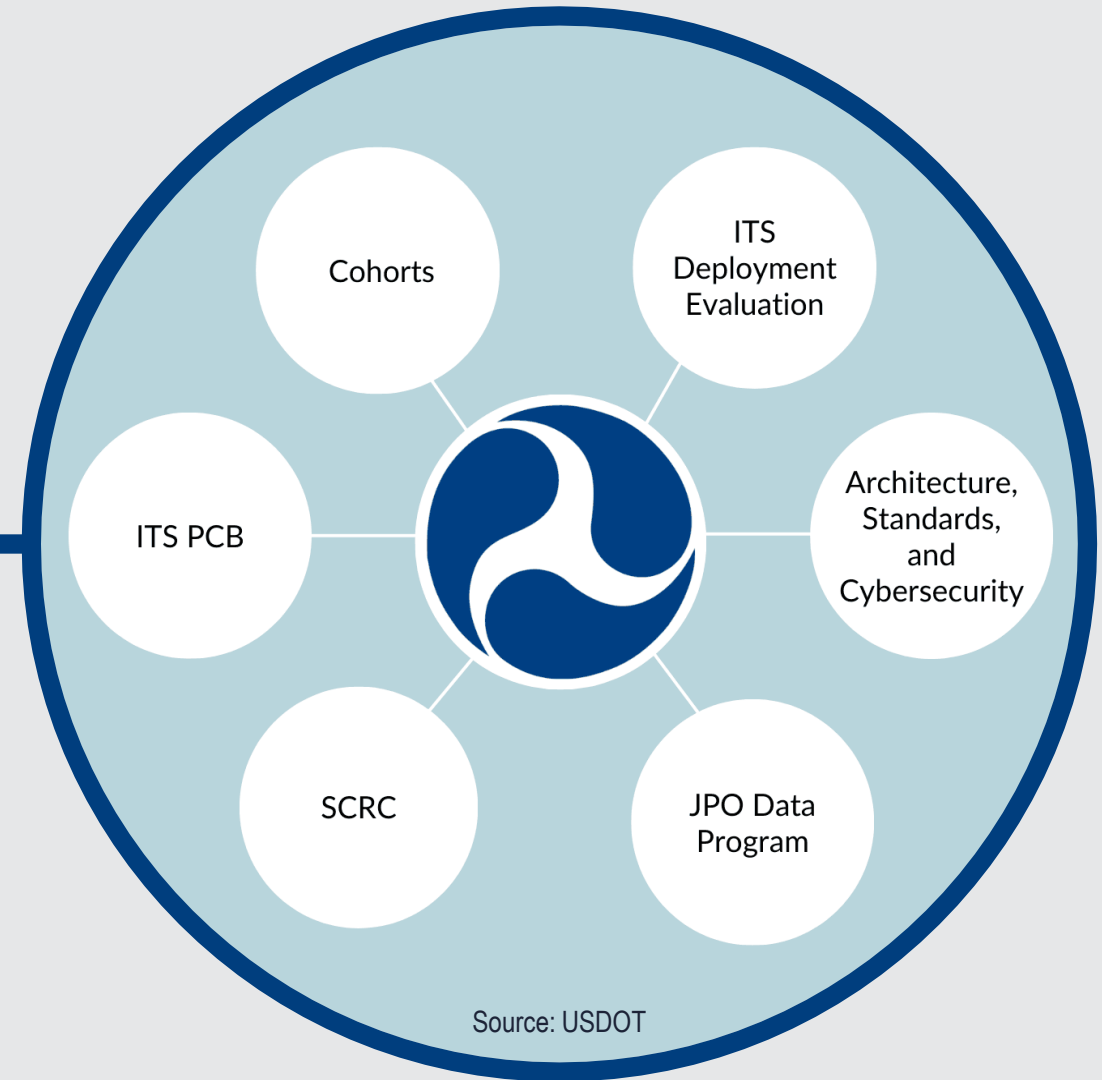 Cohorts
ITS
Deployment
Evaluation
ITS PCB
Architecture,
Standards,
and
Cybersecurity
SCRC
JPO Data
Program
Source: USDOT